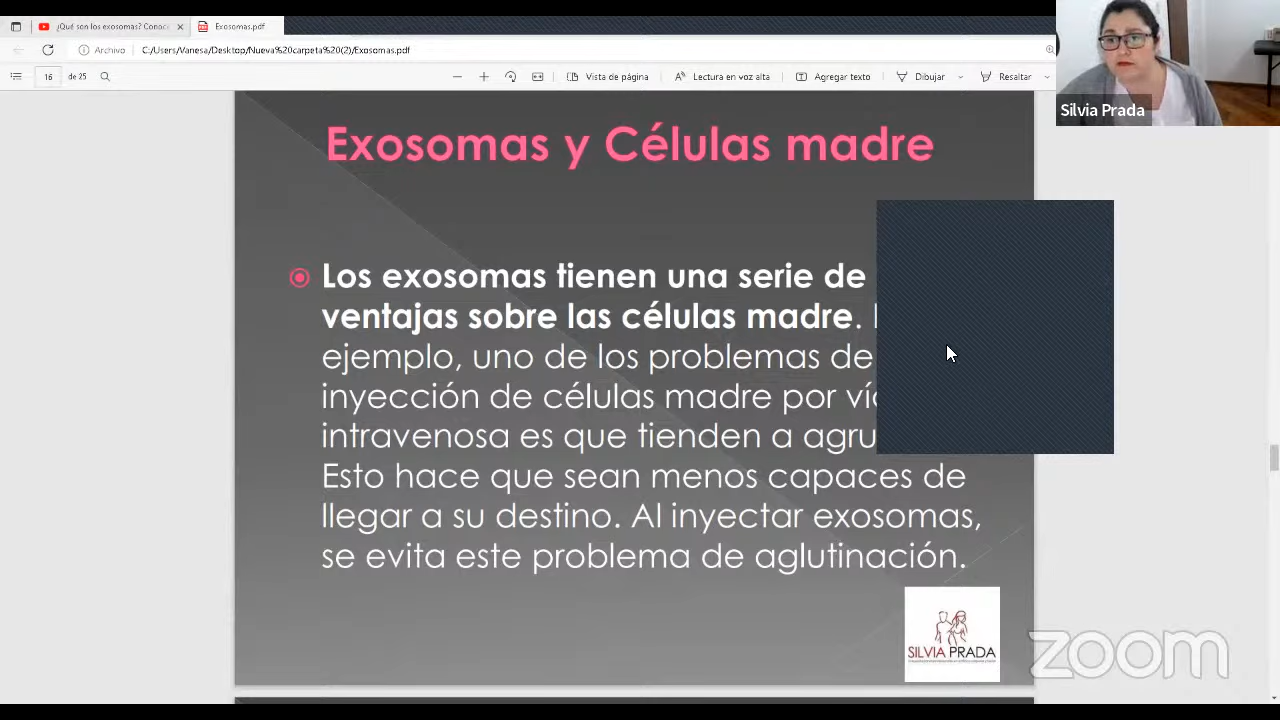 ¿Qué son los exosomas? Conoce
Exosomas.pdf
Archivo C:/Users/Vanesa/Desktop/Nueva%20carpeta%20(2)/Exosomas.pdf
16 de 25 Vista de página Lectura en voz alta Agregar texto Dibujar Resaltar
Silvia Prada
Exosomas y Células madre
Los exosomas tienen una serie de
ventajas sobre las células madre.
ejemplo, uno de los problemas de
inyección de células madre por
intravenosa es que tienden a
Esto hace que sean menos capaces de
llegar a su destino. Al inyectar exosomas,
se evita este problema de aglutinación.
SILVIA PRADA
zoom